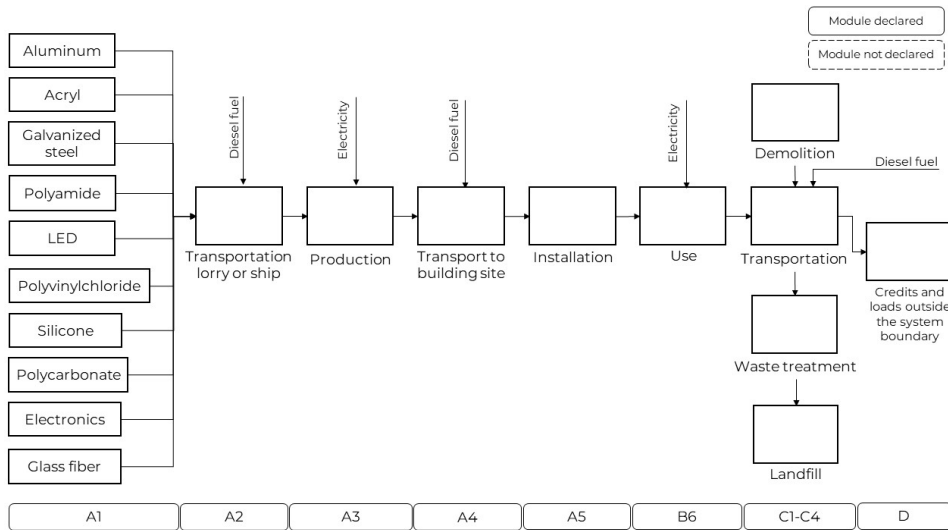 Module declared
Module not declared
Aluminum
Acryl
Galvanized
steel
Polyamide
LED
Polyvinylchloride
Silicone
Polycarbonate
Electronics
Glass fiber
Diesel fuel
Transportation
lorry or ship
Electricity
Production
Diesel fuel
Transport to
building site
Installation
Electricity
Use
Demolition
Diesel fuel
Transportation
Waste treatment
Landfill
Credits and
loads outside
the system
boundary
A1
A2
A3
A4
A5
B6
C1-C4
D